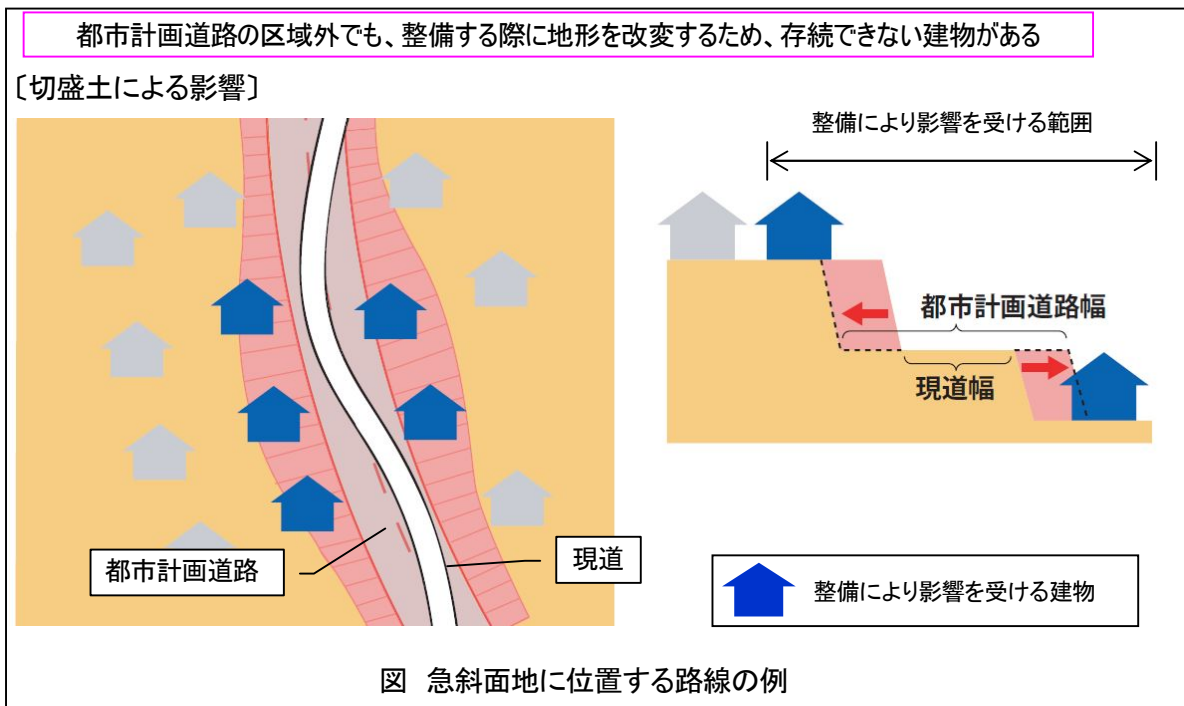 都市計画道路の区域外でも、整備する際に地形を改変するため、存続できない建物がある
〔切盛土による影響〕
整備により影響を受ける範囲
都市計画道路幅
現道幅
都市計画道路
現道
整備により影響を受ける建物
図 急斜面地に位置する路線の例